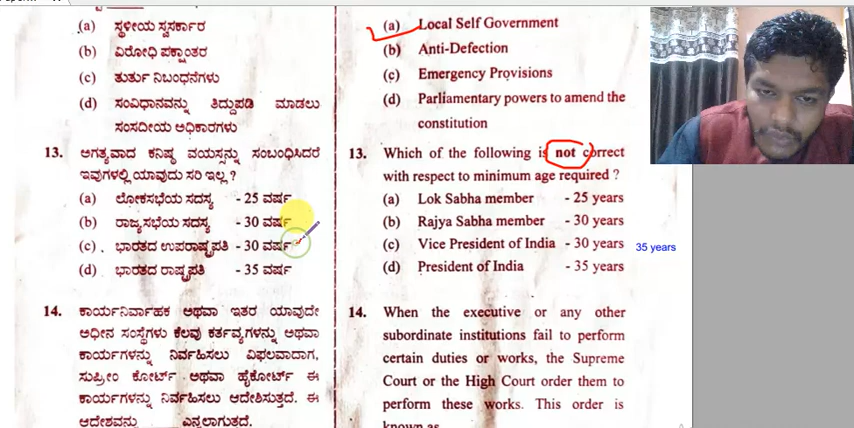 (a) ಸ್ಥಳೀಯ ಸ್ವಸರ್ಕಾರ
(b) ವಿರೋಧಿ ಪಕ್ಷಾಂತರ
(c) ತುರ್ತು ನಿಬಂಧನೆಗಳು
(d) ಸಂವಿಧಾನವನ್ನು ತಿದ್ದುಪಡಿ ಮಾಡಲು
ಸಂಸದೀಯ ಅಧಿಕಾರಗಳು
13. ಅಗತ್ಯವಾದ ಕನಿಷ್ಠ ವಯಸ್ಸನ್ನು ಸಂಬಂಧಿಸಿದರೆ
ಇವುಗಳಲ್ಲಿ ಯಾವುದು ಸರಿ ಇಲ್ಲ ?
(a) ಲೋಕಸಭೆಯ ಸದಸ್ಯ - 25 ವರ್ಷ
(b) ರಾಜ್ಯಸಭೆಯ ಸದಸ್ಯ - 30 ವರ್ಷ
(c) ಭಾರತದ ಉಪರಾಷ್ಟ್ರಪತಿ - 30 ವರ್ಷ
(d) ಭಾರತದ ರಾಷ್ಟ್ರಪತಿ - 35 ವರ್ಷ
14. ಕಾರ್ಯನಿರ್ವಾಹಕ ಅಥವಾ ಇತರ ಯಾವುದೇ
ಅಧೀನ ಸಂಸ್ಥೆಗಳು ಕೆಲವು ಕರ್ತವ್ಯಗಳನ್ನು ಅಥವಾ
ಕಾರ್ಯಗಳನ್ನು ನಿರ್ವಹಿಸಲು ವಿಫಲವಾದಾಗ,
ಸುಪ್ರೀಂ ಕೋರ್ಟ್ ಅಥವಾ ಹೈಕೋರ್ಟ್ ಈ
ಕಾರ್ಯಗಳನ್ನು ನಿರ್ವಹಿಸಲು ಆದೇಶಿಸುತ್ತದೆ. ಈ
ಆದೇಶವನ್ನು ಎನ್ನಲಾಗುತ್ತದೆ.
(a) Local Self Government
(b) Anti-Defection
(c) Emergency Provisions
(d) Parliamentary powers to amend the
constitution
13. Which of the following is not correct
with respect to minimum age required ?
(a) Lok Sabha member - 25 years
(b) Rajya Sabha member - 30 years
(c) Vice President of India - 30 years 35 years
(d) President of India - 35 years
14. When the executive or any other
subordinate institutions fail to perform
certain duties or works, the Supreme
Court or the High Court order them to
perform these works. This order is
known as